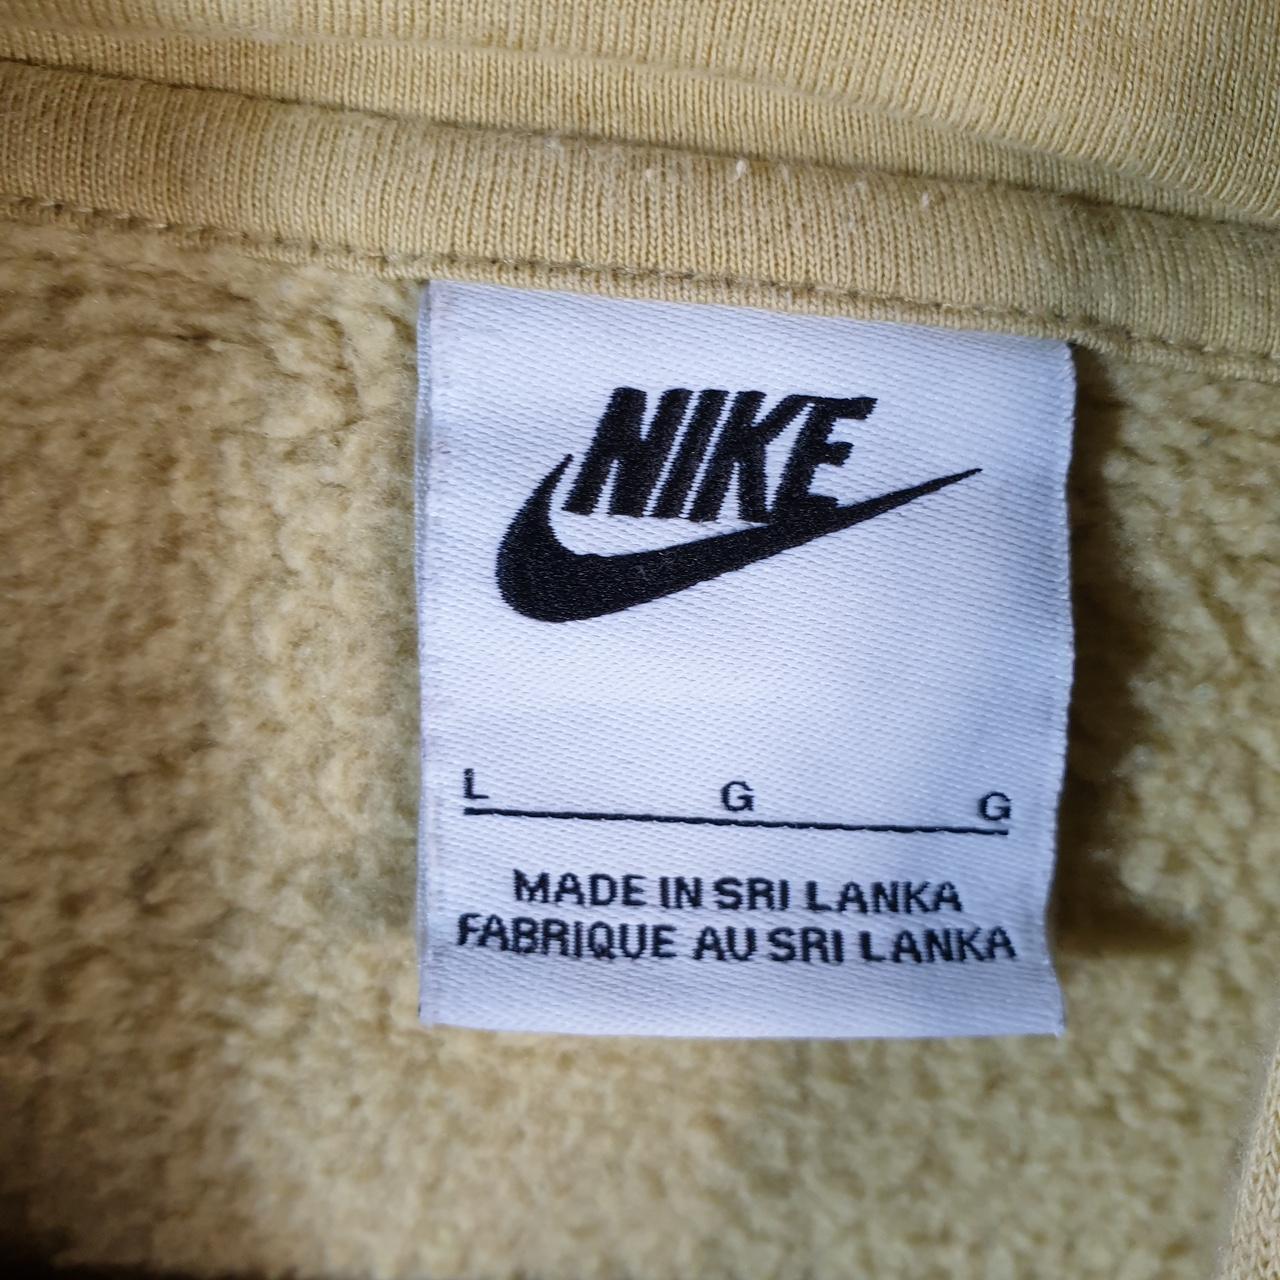 NIKE
L G G
MADE IN SRI LANKA
FABRIQUE AU SRI LANKA